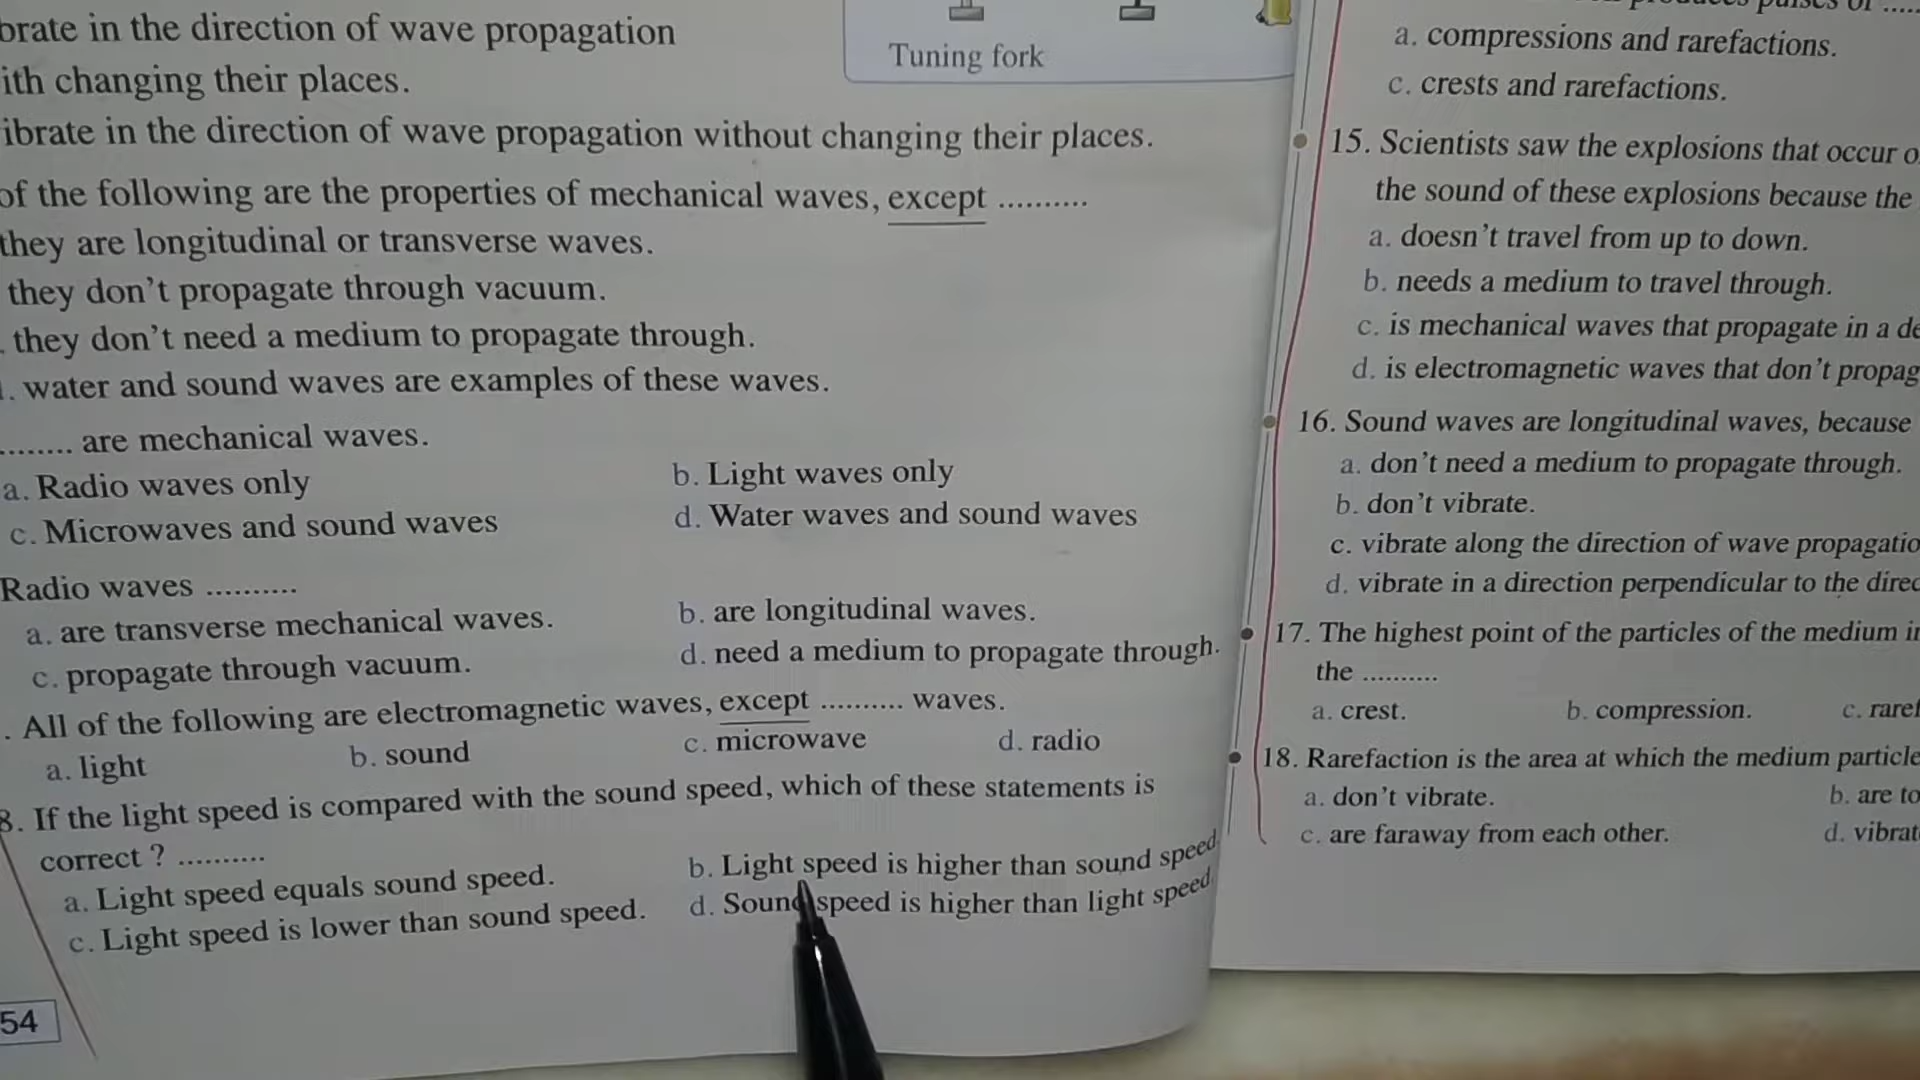 brate in the direction of wave propagation
ith changing their places.
ibrate in the direction of wave propagation without changing their places.
of the following are the properties of mechanical waves, except ..........
they are longitudinal or transverse waves.
they don't propagate through vacuum.
. they don't need a medium to propagate through.
. water and sound waves are examples of these waves.
........ are mechanical waves.
a. Radio waves only
b. Light waves only
c. Microwaves and sound waves
d. Water waves and sound waves
Radio waves ..........
a. are transverse mechanical waves.
b. are longitudinal waves.
c. propagate through vacuum.
d. need a medium to propagate through.
. All of the following are electromagnetic waves, except .......... waves.
a. light
b. sound
c. microwave
d. radio
8. If the light speed is compared with the sound speed, which of these statements is
correct ? ..........
a. Light speed equals sound speed.
b. Light speed is higher than sound speed.
c. Light speed is lower than sound speed.
d. Sound speed is higher than light speed.
54
Tuning fork
produces pulses of .....
a. compressions and rarefactions.
c. crests and rarefactions.
15. Scientists saw the explosions that occur o
the sound of these explosions because the
a. doesn't travel from up to down.
b. needs a medium to travel through.
c. is mechanical waves that propagate in a de
d. is electromagnetic waves that don't propag
16. Sound waves are longitudinal waves, because
a. don't need a medium to propagate through.
b. don't vibrate.
c. vibrate along the direction of wave propagatio
d. vibrate in a direction perpendicular to the direc
17. The highest point of the particles of the medium in
the ..........
a. crest.
b. compression.
c. raref
18. Rarefaction is the area at which the medium particle
a. don't vibrate.
b. are to
c. are faraway from each other.
d. vibrat